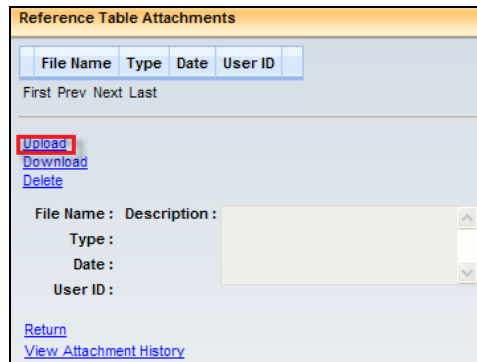 Reference Table Attachments
File Name Type Date User ID
First Prev Next Last
Upload
Download
Delete
File Name : Description :
Type :
Date :
User ID :
Return
View Attachment History